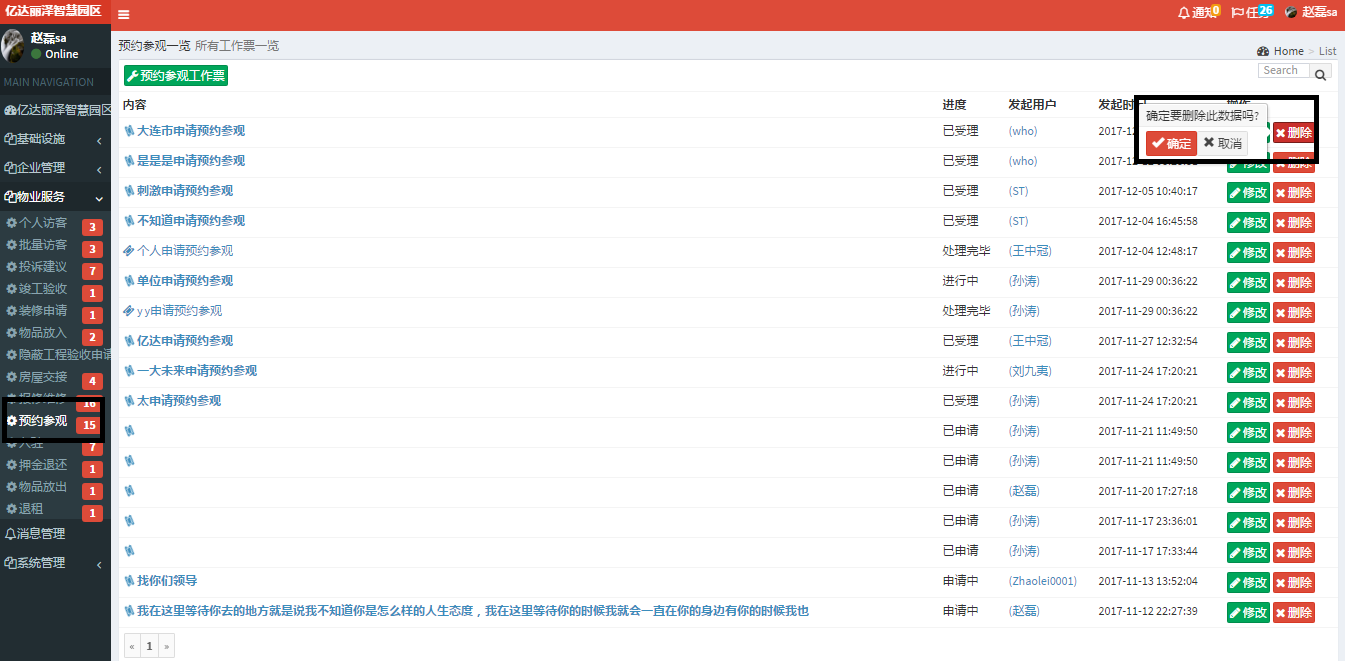 亿达丽泽智慧园区
通知 0 任务 26 赵磊sa
赵磊sa
Online
MAIN NAVIGATION
亿达丽泽智慧园区
基础设施
企业管理
物业服务
个人访客 3
批量访客 3
投诉建议 7
竣工验收 1
装修申请 1
物品放入 2
隐蔽工程验收申请
房屋交接 4
报修维修 16
预约参观 15
入驻 7
押金退还 1
物品放出 1
退租 1
消息管理
系统管理
预约参观一览 所有工作票一览
Home > List
预约参观工作票
Search
内容 进度 发起用户 发起时间 操作
确定要删除此数据吗?
确定 取消
大连市申请预约参观 已受理 (who) 2017-12 删除
是是是申请预约参观 已受理 (who) 2017-12 修改 删除
刺激申请预约参观 已受理 (ST) 2017-12-05 10:40:17 修改 删除
不知道申请预约参观 已受理 (ST) 2017-12-04 16:45:58 修改 删除
个人申请预约参观 处理完毕 (王中冠) 2017-12-04 12:48:17 修改 删除
单位申请预约参观 进行中 (孙涛) 2017-11-29 00:36:22 修改 删除
yy申请预约参观 处理完毕 (孙涛) 2017-11-29 00:36:22 修改 删除
亿达申请预约参观 已受理 (王中冠) 2017-11-27 12:32:54 修改 删除
一大未来申请预约参观 进行中 (刘九夷) 2017-11-24 17:20:21 修改 删除
太申请预约参观 已受理 (孙涛) 2017-11-24 17:20:21 修改 删除
已申请 (孙涛) 2017-11-21 11:49:50 修改 删除
已申请 (孙涛) 2017-11-21 11:49:50 修改 删除
已申请 (赵磊) 2017-11-20 17:27:18 修改 删除
已申请 (孙涛) 2017-11-17 23:36:01 修改 删除
已申请 (孙涛) 2017-11-17 17:33:44 修改 删除
找你们领导 申请中 (Zhaolei0001) 2017-11-13 13:52:04 修改 删除
我在这里等待你去的地方就是说我不知道你是怎么样的人生态度，我在这里等待你的时候我就会一直在你的身边有你的时候我也 申请中 (赵磊) 2017-11-12 22:27:39 修改 删除
« 1 »